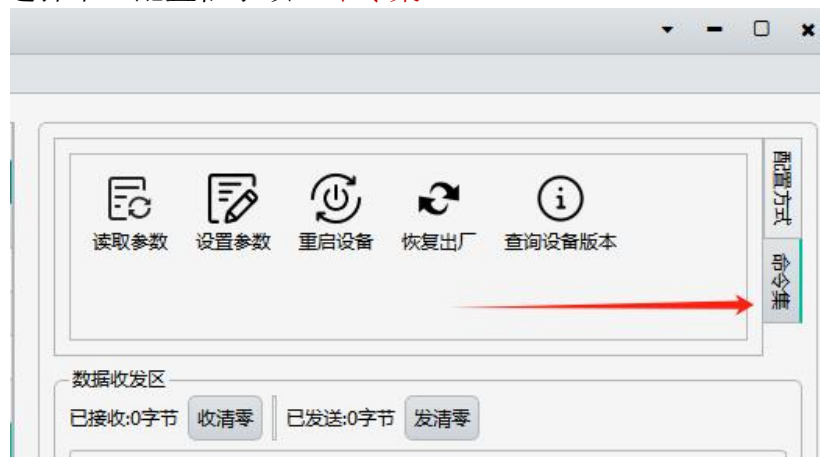 读取参数 设置参数 重启设备 恢复出厂 查询设备版本
配置方式
命令集
数据收发区
已接收:0字节 收清零 已发送:0字节 发清零